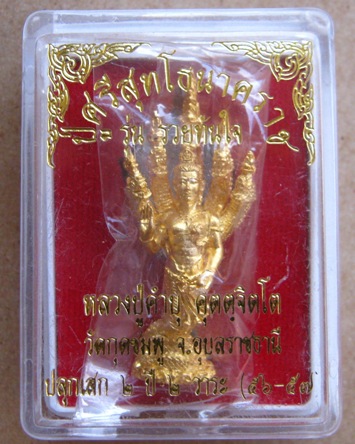 ปู่ศรีสุทโธนาคราช
รุ่น รวยทันใจ
หลวงปู่คำบุ คุตตฺจิตโต
วัดกุดชมพู จ.อุบลราชธานี
ปลุกเสก ๒ ปี ๒ วาระ (๕๖-๕๗)